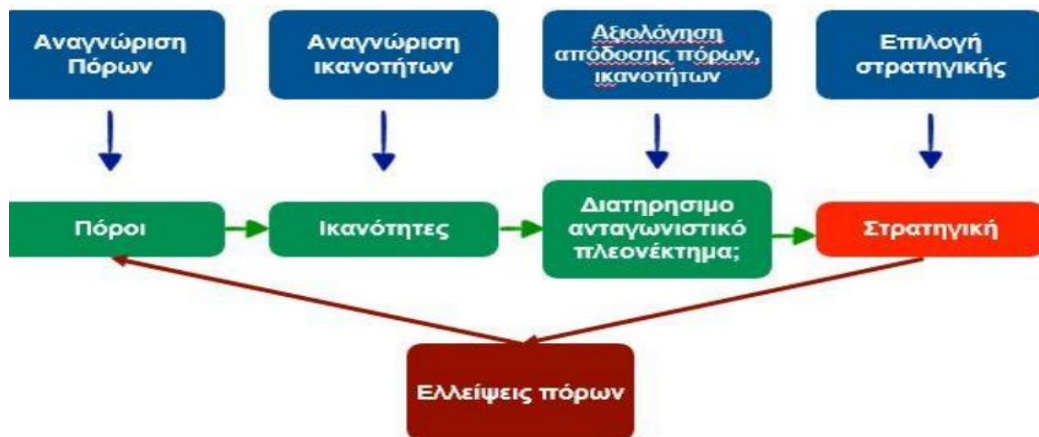 Αναγνώριση
Πόρων
Αναγνώριση
ικανοτήτων
Αξιολόγηση
απόδοσης πόρων,
ικανοτήτων
Επιλογή
στρατηγικής
Πόροι
Ικανότητες
Διατηρησιμο
ανταγωνιστικό
πλεονέκτημα;
Στρατηγική
Ελλείψεις πόρων